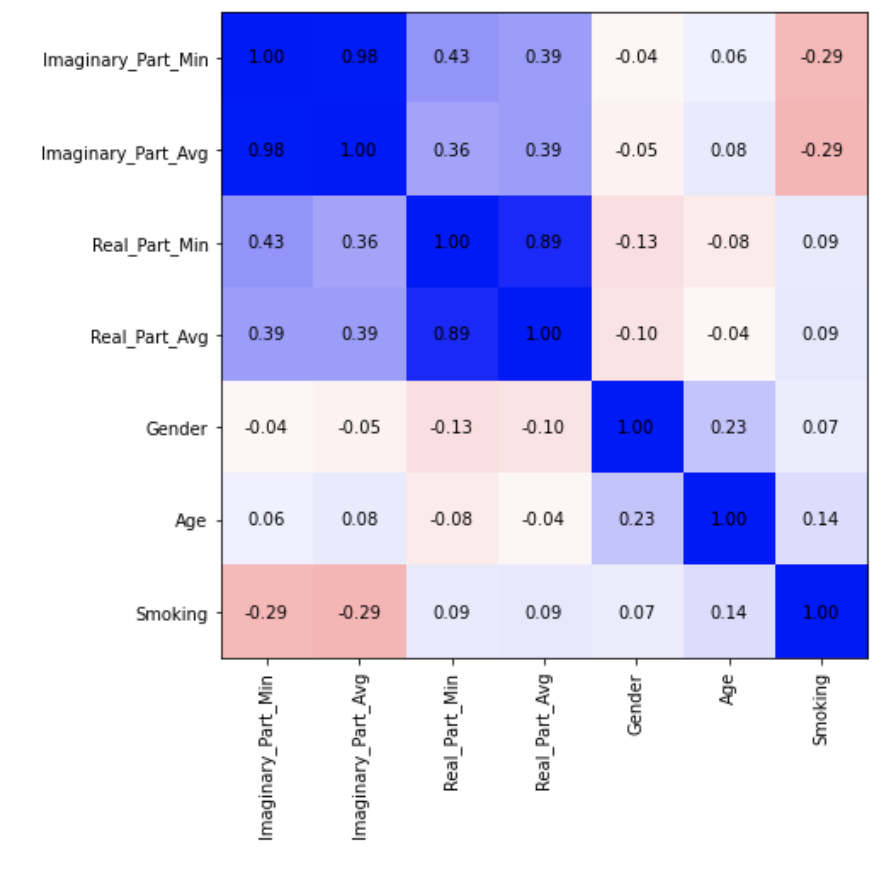 Imaginary_Part_Min 1.00 0.98 0.43 0.39 -0.04 0.06 -0.29
Imaginary_Part_Avg 0.98 1.00 0.36 0.39 -0.05 0.08 -0.29
Real_Part_Min 0.43 0.36 1.00 0.89 -0.13 -0.08 0.09
Real_Part_Avg 0.39 0.39 0.89 1.00 -0.10 -0.04 0.09
Gender -0.04 -0.05 -0.13 -0.10 1.00 0.23 0.07
Age 0.06 0.08 -0.08 -0.04 0.23 1.00 0.14
Smoking -0.29 -0.29 0.09 0.09 0.07 0.14 1.00
Imaginary_Part_Min
Imaginary_Part_Avg
Real_Part_Min
Real_Part_Avg
Gender
Age
Smoking